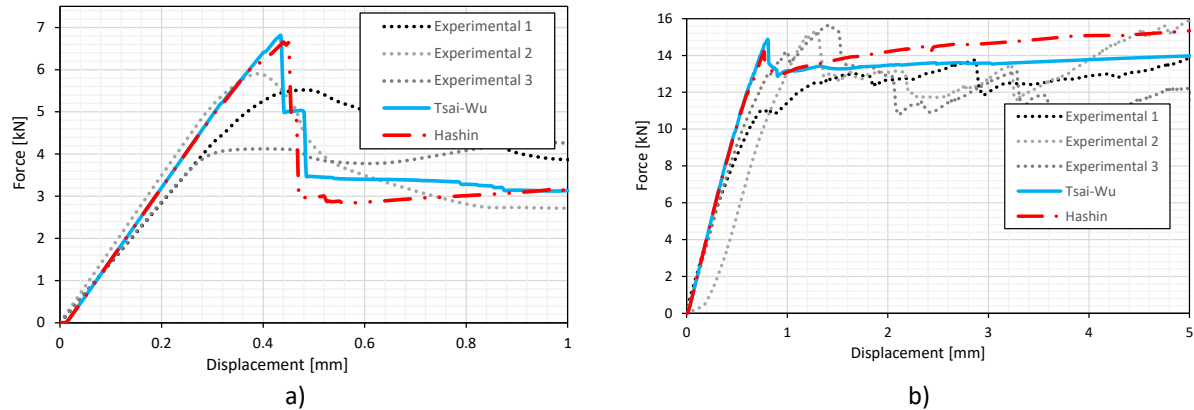 7
6
5
4
3
2
1
0
Force [kN]
0
0.2
0.4
0.6
0.8
1
Displacement [mm]
Experimental 1
Experimental 2
Experimental 3
Tsai-Wu
Hashin
a)
16
14
12
10
8
6
4
2
0
Force [kN]
0
1
2
3
4
5
Displacement [mm]
Experimental 1
Experimental 2
Experimental 3
Tsai-Wu
Hashin
b)